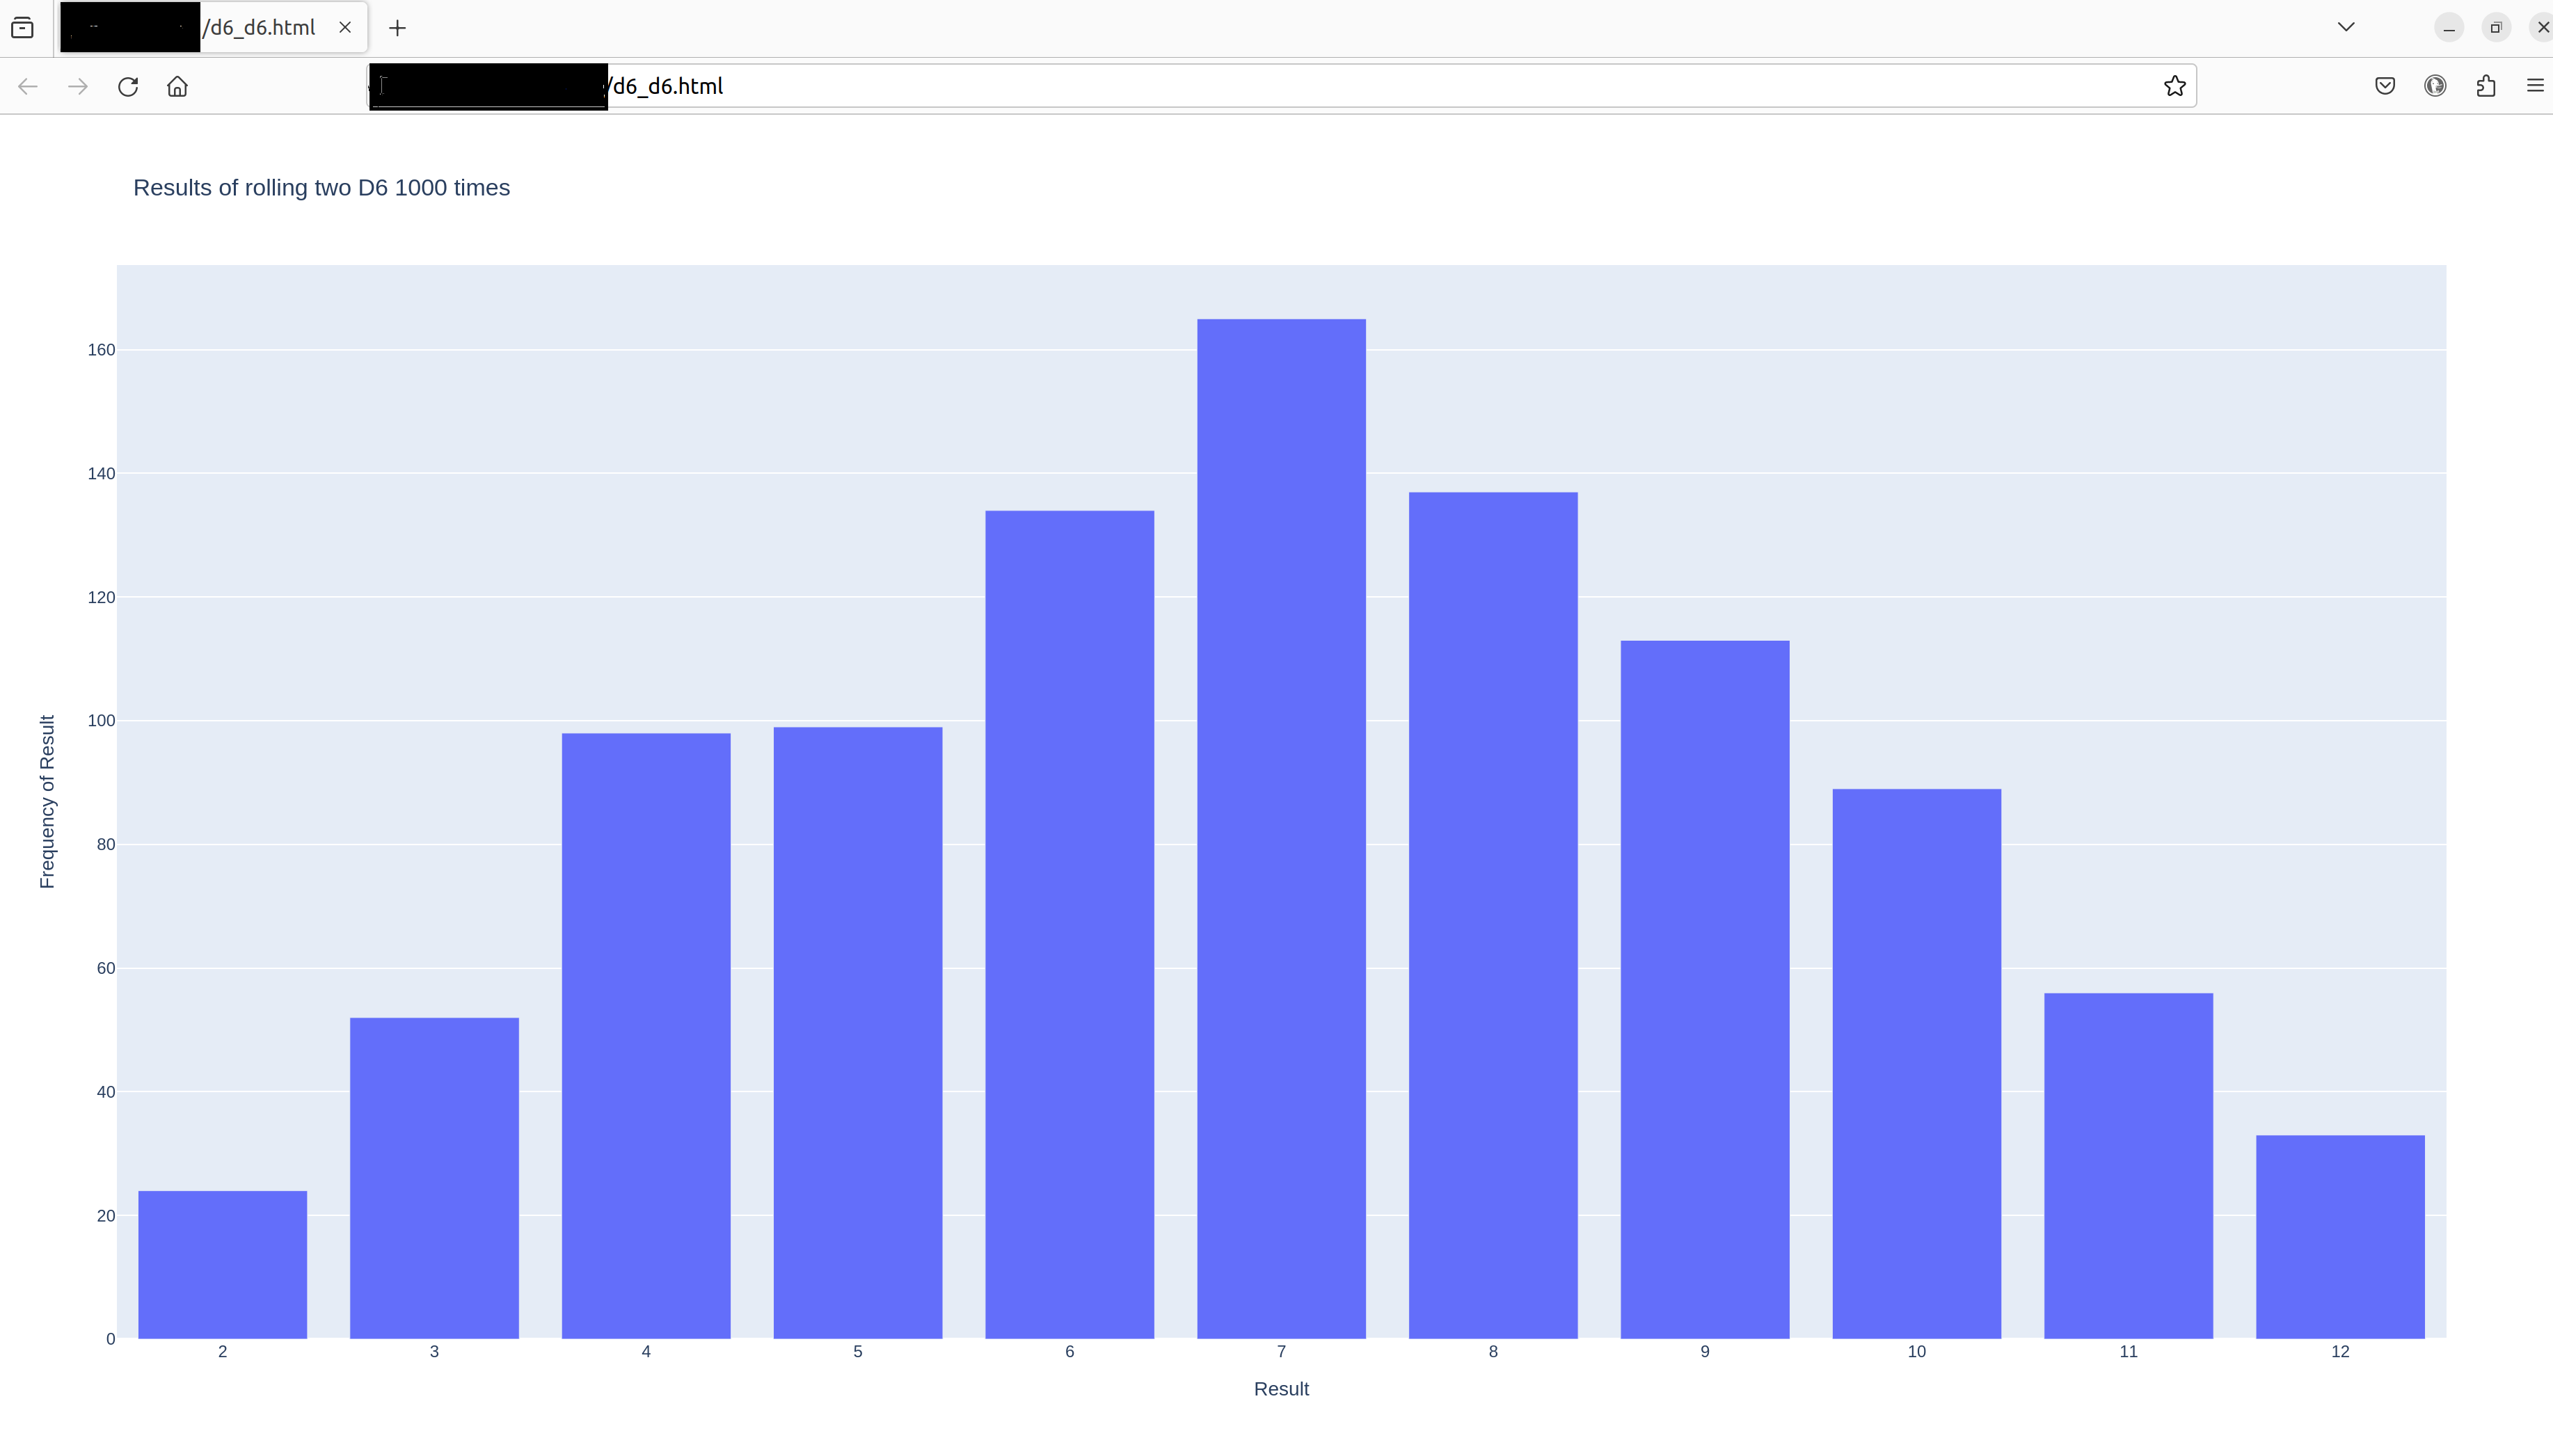 /d6_d6.html
/d6_d6.html
Results of rolling two D6 1000 times
160
140
120
100
80
60
40
20
0
Frequency of Result
2 3 4 5 6 7 8 9 10 11 12
Result